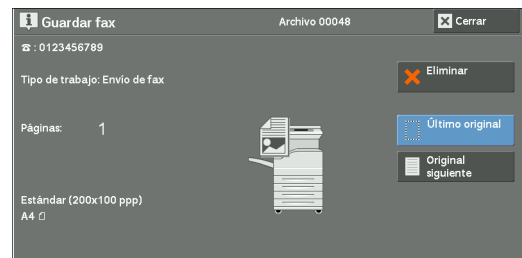 Guardar fax
Archivo 00048
Cerrar
: 0123456789
Tipo de trabajo: Envío de fax
Eliminar
Páginas: 1
Último original
Original
siguiente
Estándar (200x100 ppp)
A4